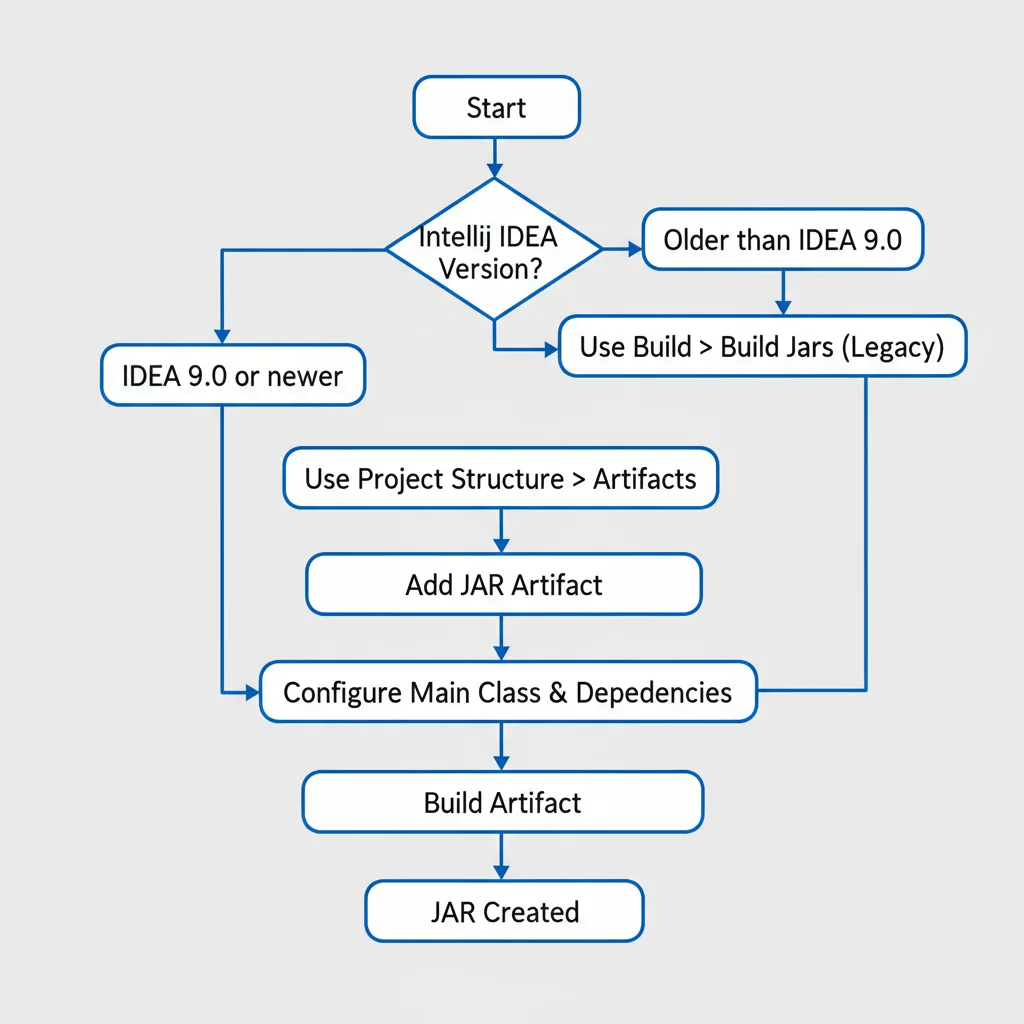 Start
Intellij IDEA
Version?
Older than IDEA 9.0
Use Build > Build Jars (Legacy)
IDEA 9.0 or newer
Use Project Structure > Artifacts
Add JAR Artifact
Configure Main Class & Depedencies
Build Artifact
JAR Created